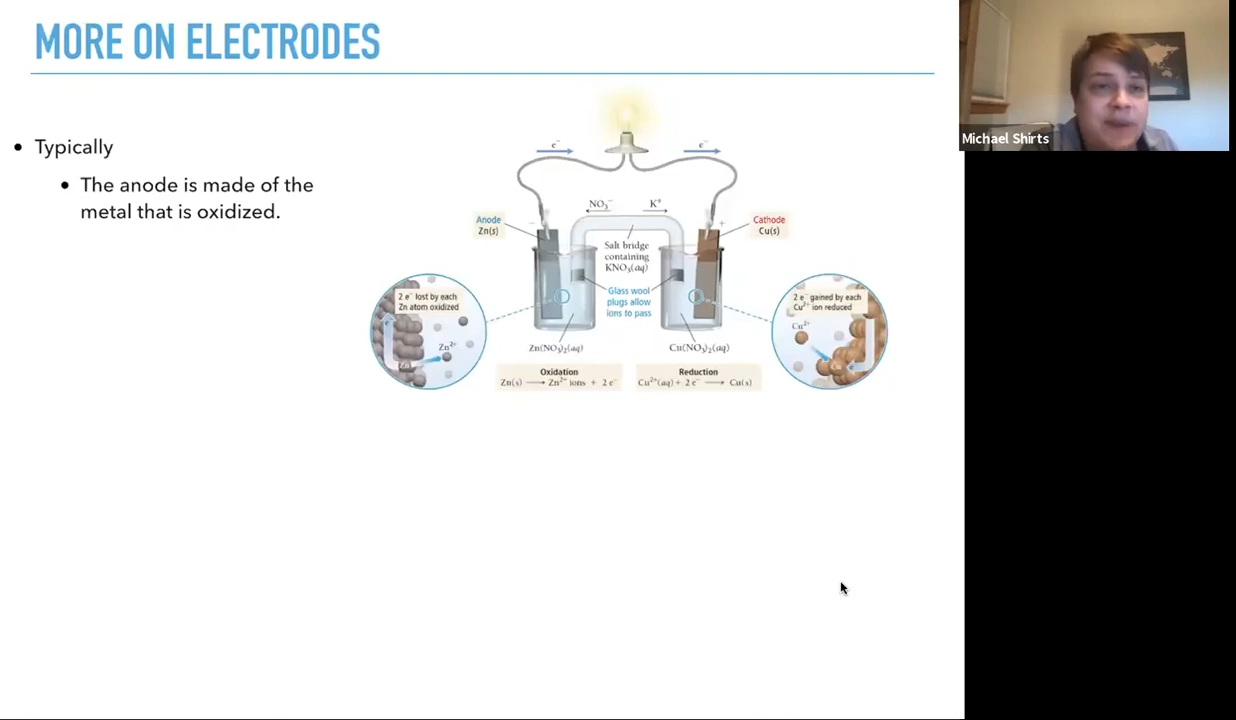 MORE ON ELECTRODES
Michael Shirts
• Typically
• The anode is made of the
metal that is oxidized.
e⁻
e⁻
NO₃⁻
K⁺
Anode
Zn(s)
−
+
Cathode
Cu(s)
Salt bridge
containing
KNO₃(aq)
Glass wool
plugs allow
ions to pass
2 e⁻ lost by each
Zn atom oxidized
Zn²⁺
Zn
2 e⁻ gained by each
Cu²⁺ ion reduced
Cu²⁺
Cu
Zn(NO₃)₂(aq)
Cu(NO₃)₂(aq)
Oxidation
Zn(s) ⟶ Zn²⁺ ions + 2 e⁻
Reduction
Cu²⁺(aq) + 2 e⁻ ⟶ Cu(s)